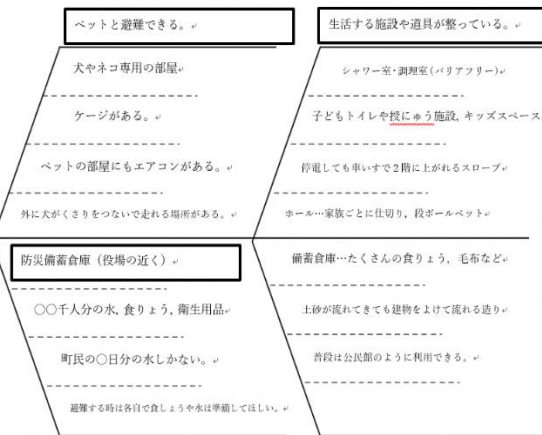 ペットと避難できる。
犬やネコ専用の部屋
ケージがある。
ペットの部屋にもエアコンがある。
外に犬がくさりをつないで走れる場所がある。
生活する施設や道具が整っている。
シャワー室・調理室(バリアフリー)
子どもトイレや授にゅう施設,キッズスペース
停電しても車いすで2階に上がれるスロープ
ホール…家族ごとに仕切り,段ボールベット
防災備蓄倉庫(役場の近く)
〇〇千人分の水,食りょう,衛生用品
町民の〇日分の水しかない。
避難する時は各自で食しょうや水は準備してほしい。
備蓄倉庫…たくさんの食りょう,毛布など
土砂が流れてきても建物をよけて流れる造り
普段は公民館のように利用できる。